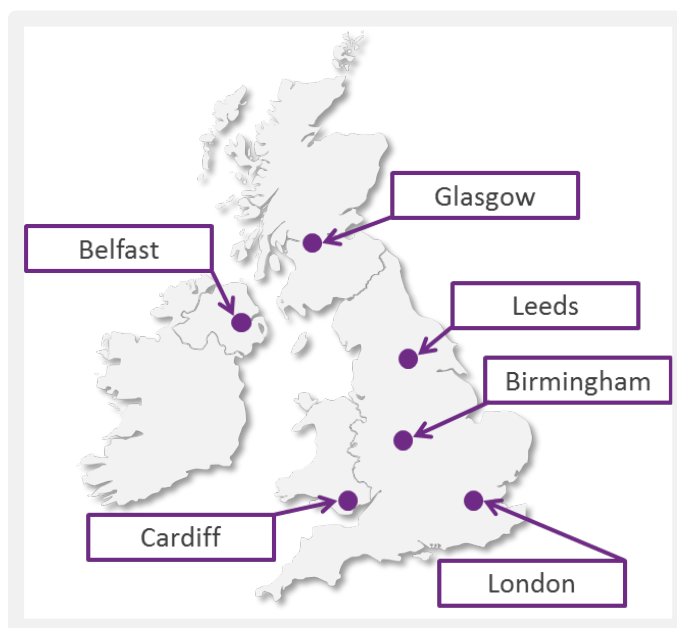 Glasgow
Belfast
Leeds
Birmingham
Cardiff
London